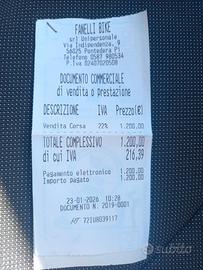 FANELLI BIKE
srl Unipersonale
Via Indipendenza, 9
56025 Pontedera PI
Telefono 0587 980534
P.Iva 02407020508
DOCUMENTO COMMERCIALE
di vendita o prestazione
DESCRIZIONE IVA Prezzo(€)
Vendita Corsa 22% 1.200,00
TOTALE COMPLESSIVO 1.200,00
di cui IVA 216,39
Pagamento elettronico 1.200,00
Importo pagato 1.200,00
23-01-2026 10:28
DOCUMENTO N. 2019-0001
RT 72IU8039117
subito